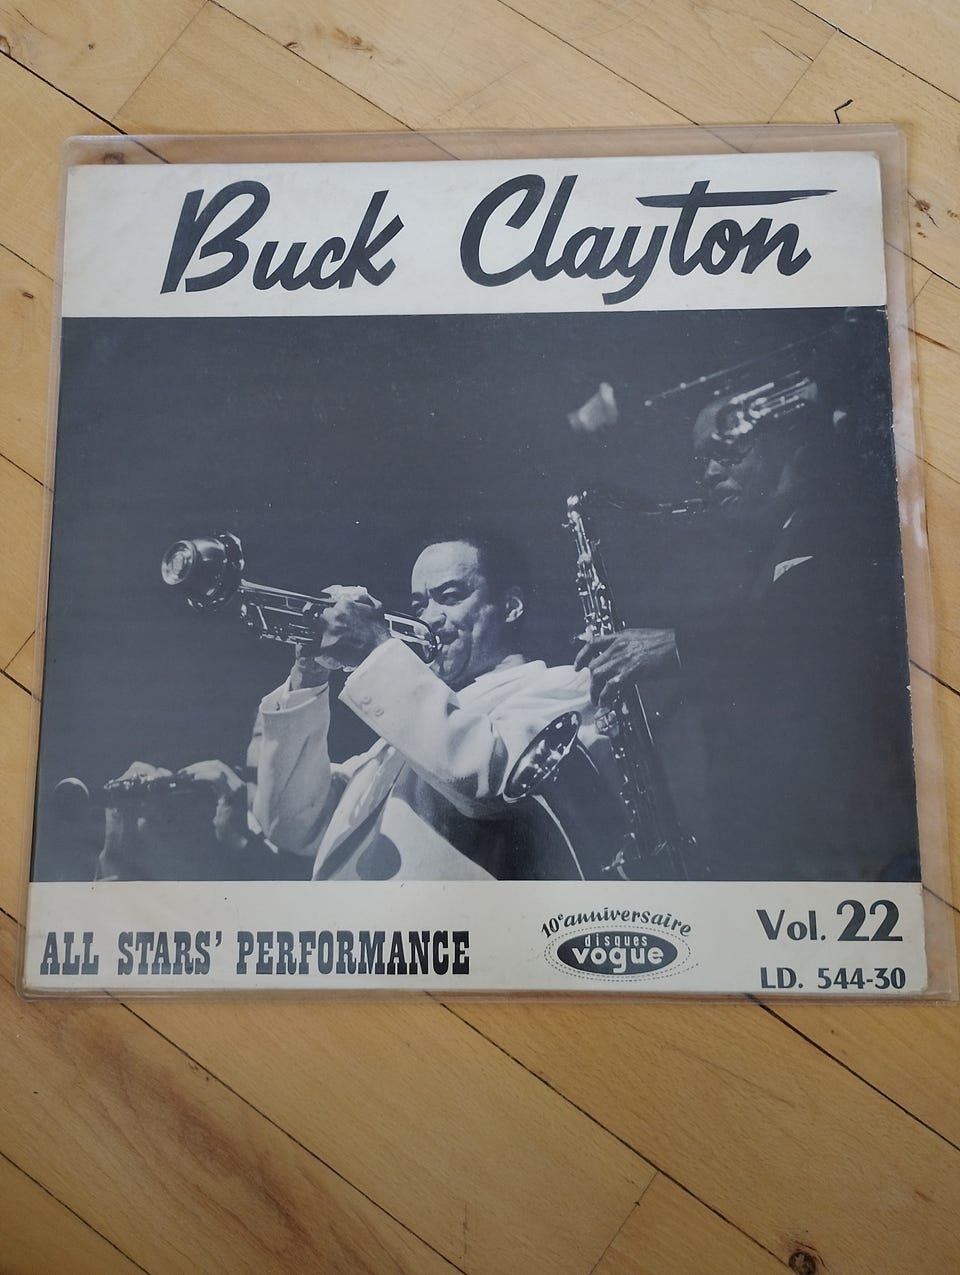 Buck Clayton
ALL STARS' PERFORMANCE
10e anniversaire
disques
vogue
Vol. 22
LD. 544-30